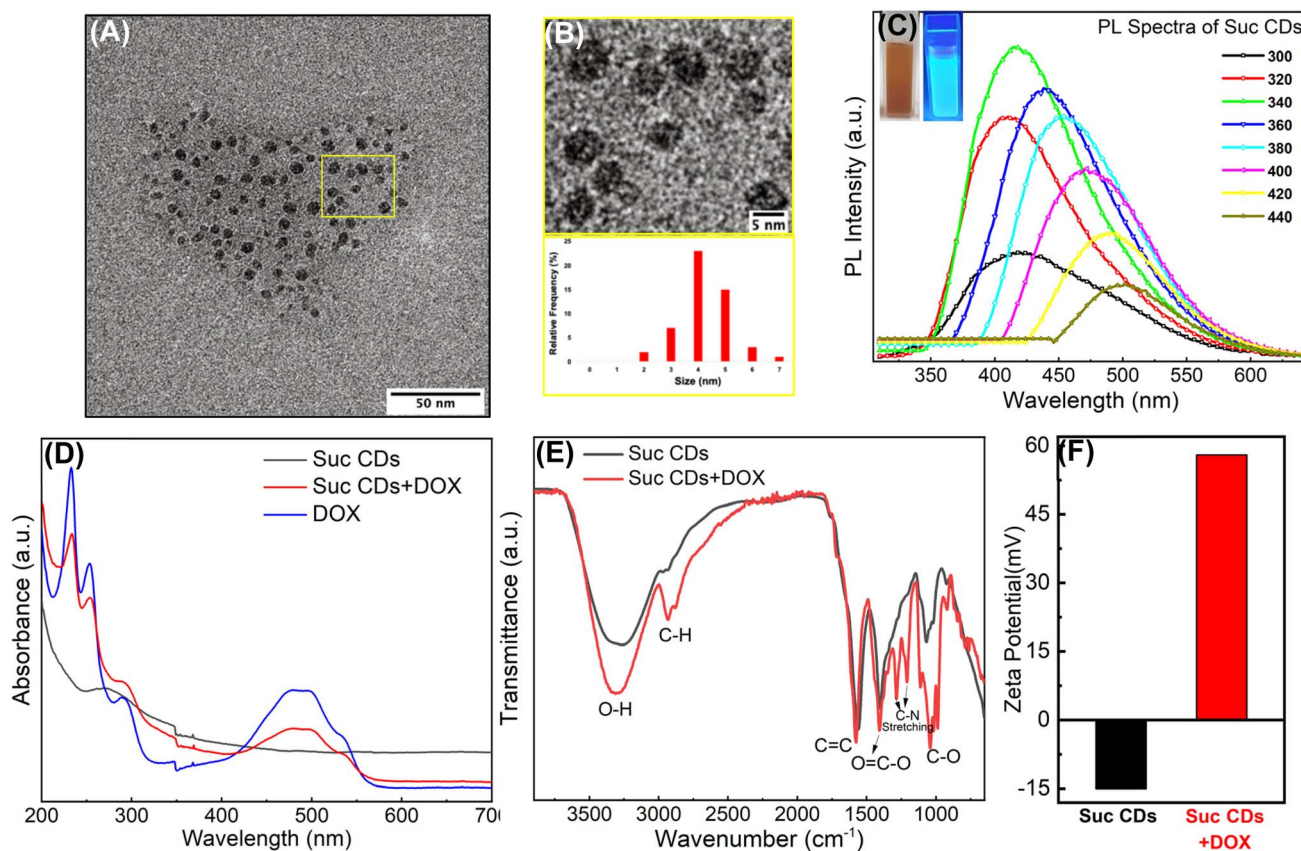 (A)
50 nm
(B)
5 nm
Relative Frequency (%)
25
20
15
10
5
0
0 1 2 3 4 5 6 7
Size (nm)
(C)
PL Spectra of Suc CDs
300
320
340
360
380
400
420
440
PL Intensity (a.u.)
350 400 450 500 550 600
Wavelength (nm)
(D)
Suc CDs
Suc CDs+DOX
DOX
Absorbance (a.u.)
200 300 400 500 600 700
Wavelength (nm)
(E)
Suc CDs
Suc CDs+DOX
Transmittance (a.u.)
C-H
O-H
C-N
Stretching
C=C
O=C-O
C-O
3500 3000 2500 2000 1500 1000
Wavenumber (cm⁻¹)
(F)
Zeta Potential(mV)
60
45
30
15
0
-15
Suc CDs
Suc CDs
+DOX